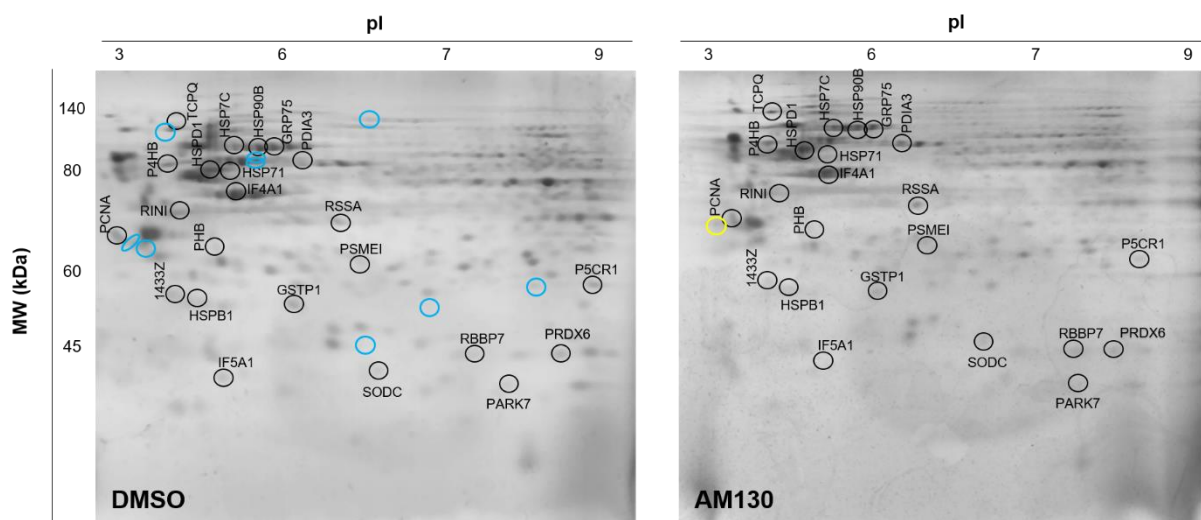 pI
pI
3 6 7 9
3 6 7 9
MW (kDa)
140
80
60
45
TCPQ
HSP7C
HSP90B
GRP75
PDIA3
HSPD1
P4HB
HSP71
IF4A1
RINI
RSSA
PCNA
PHB
PSMEI
P5CR1
1433Z
HSPB1
GSTP1
RBBP7
PRDX6
IF5A1
SODC
PARK7
DMSO
TCPQ
HSP7C
HSP90B
GRP75
PDIA3
HSPD1
P4HB
HSP71
IF4A1
RINI
RSSA
PCNA
PHB
PSMEI
P5CR1
1433Z
HSPB1
GSTP1
RBBP7
PRDX6
IF5A1
SODC
PARK7
AM130